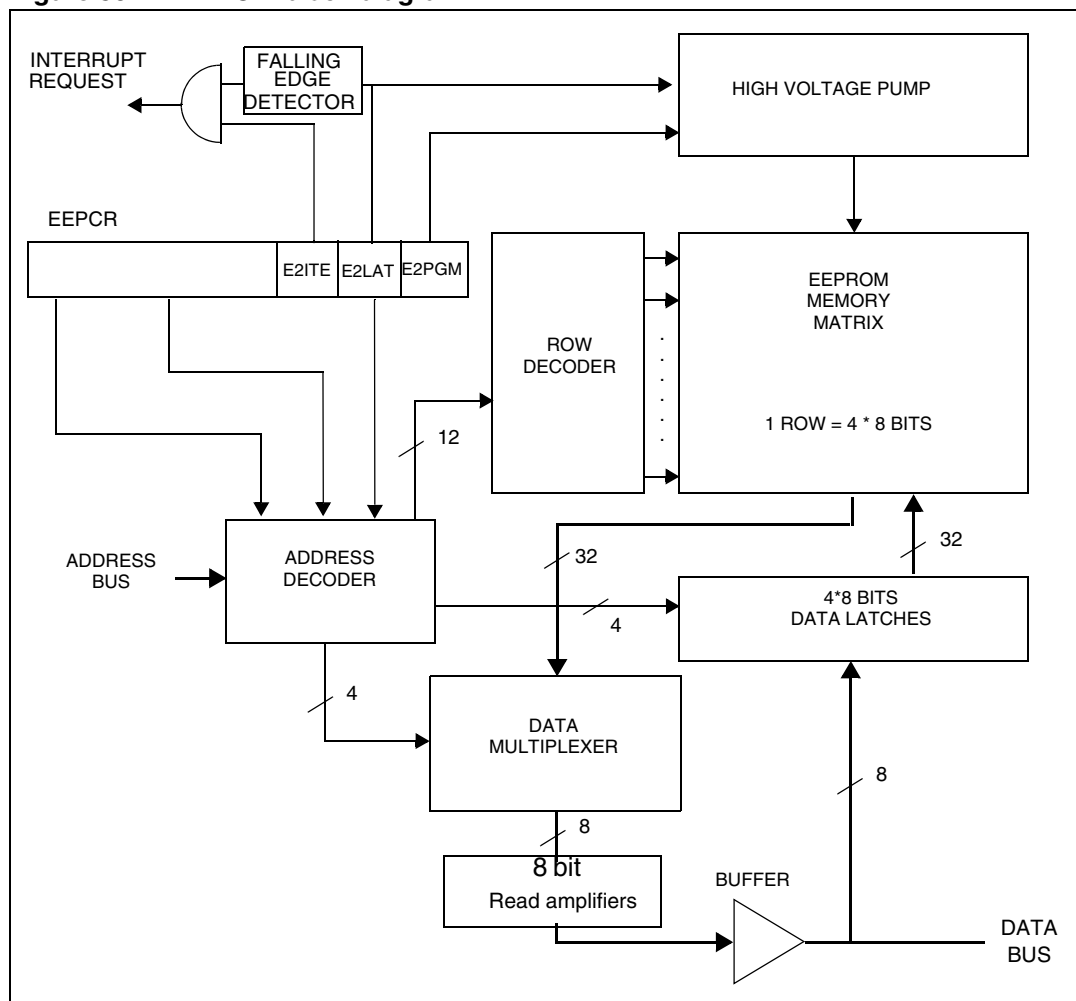 INTERRUPT
REQUEST
FALLING
EDGE
DETECTOR
HIGH VOLTAGE PUMP
EEPCR
E2ITE
E2LAT
E2PGM
ROW
DECODER
EEPROM
MEMORY
MATRIX
1 ROW = 4 * 8 BITS
12
ADDRESS
BUS
ADDRESS
DECODER
32
32
4
4*8 BITS
DATA LATCHES
4
DATA
MULTIPLEXER
8
8
8 bit
Read amplifiers
BUFFER
DATA
BUS